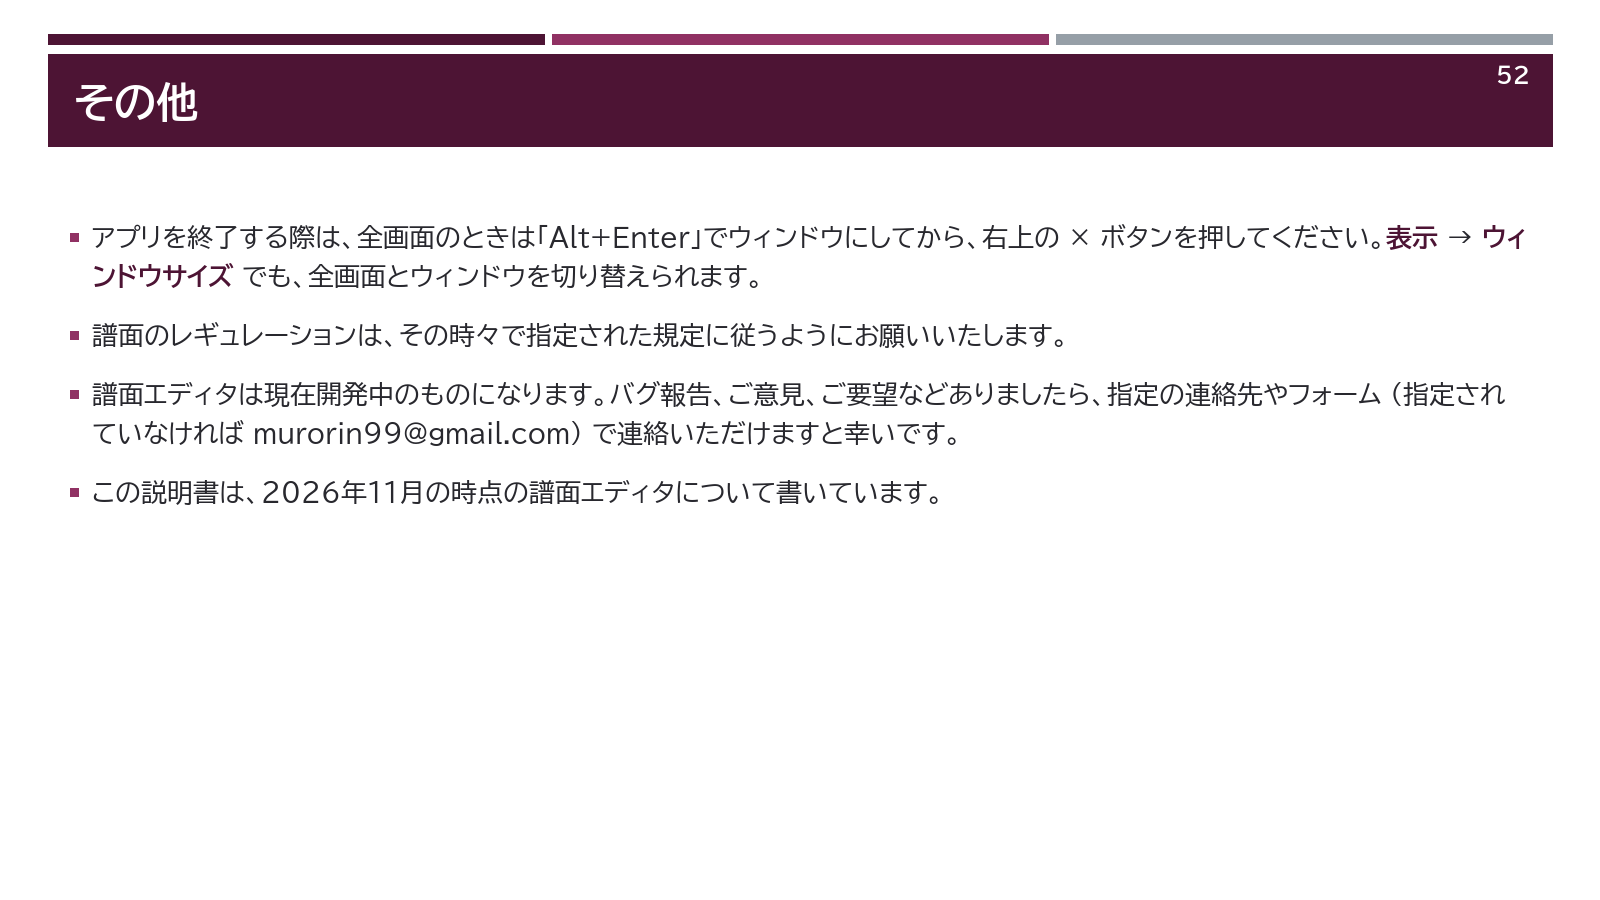 52
その他
アプリを終了する際は、全画面のときは「Alt+Enter」でウィンドウにしてから、右上の × ボタンを押してください。表示 → ウィ
ンドウサイズ でも、全画面とウィンドウを切り替えられます。
譜面のレギュレーションは、その時々で指定された規定に従うようにお願いいたします。
譜面エディタは現在開発中のものになります。バグ報告、ご意見、ご要望などありましたら、指定の連絡先やフォーム (指定され
ていなければ murorin99@gmail.com) で連絡いただけますと幸いです。
この説明書は、2026年11月の時点の譜面エディタについて書いています。